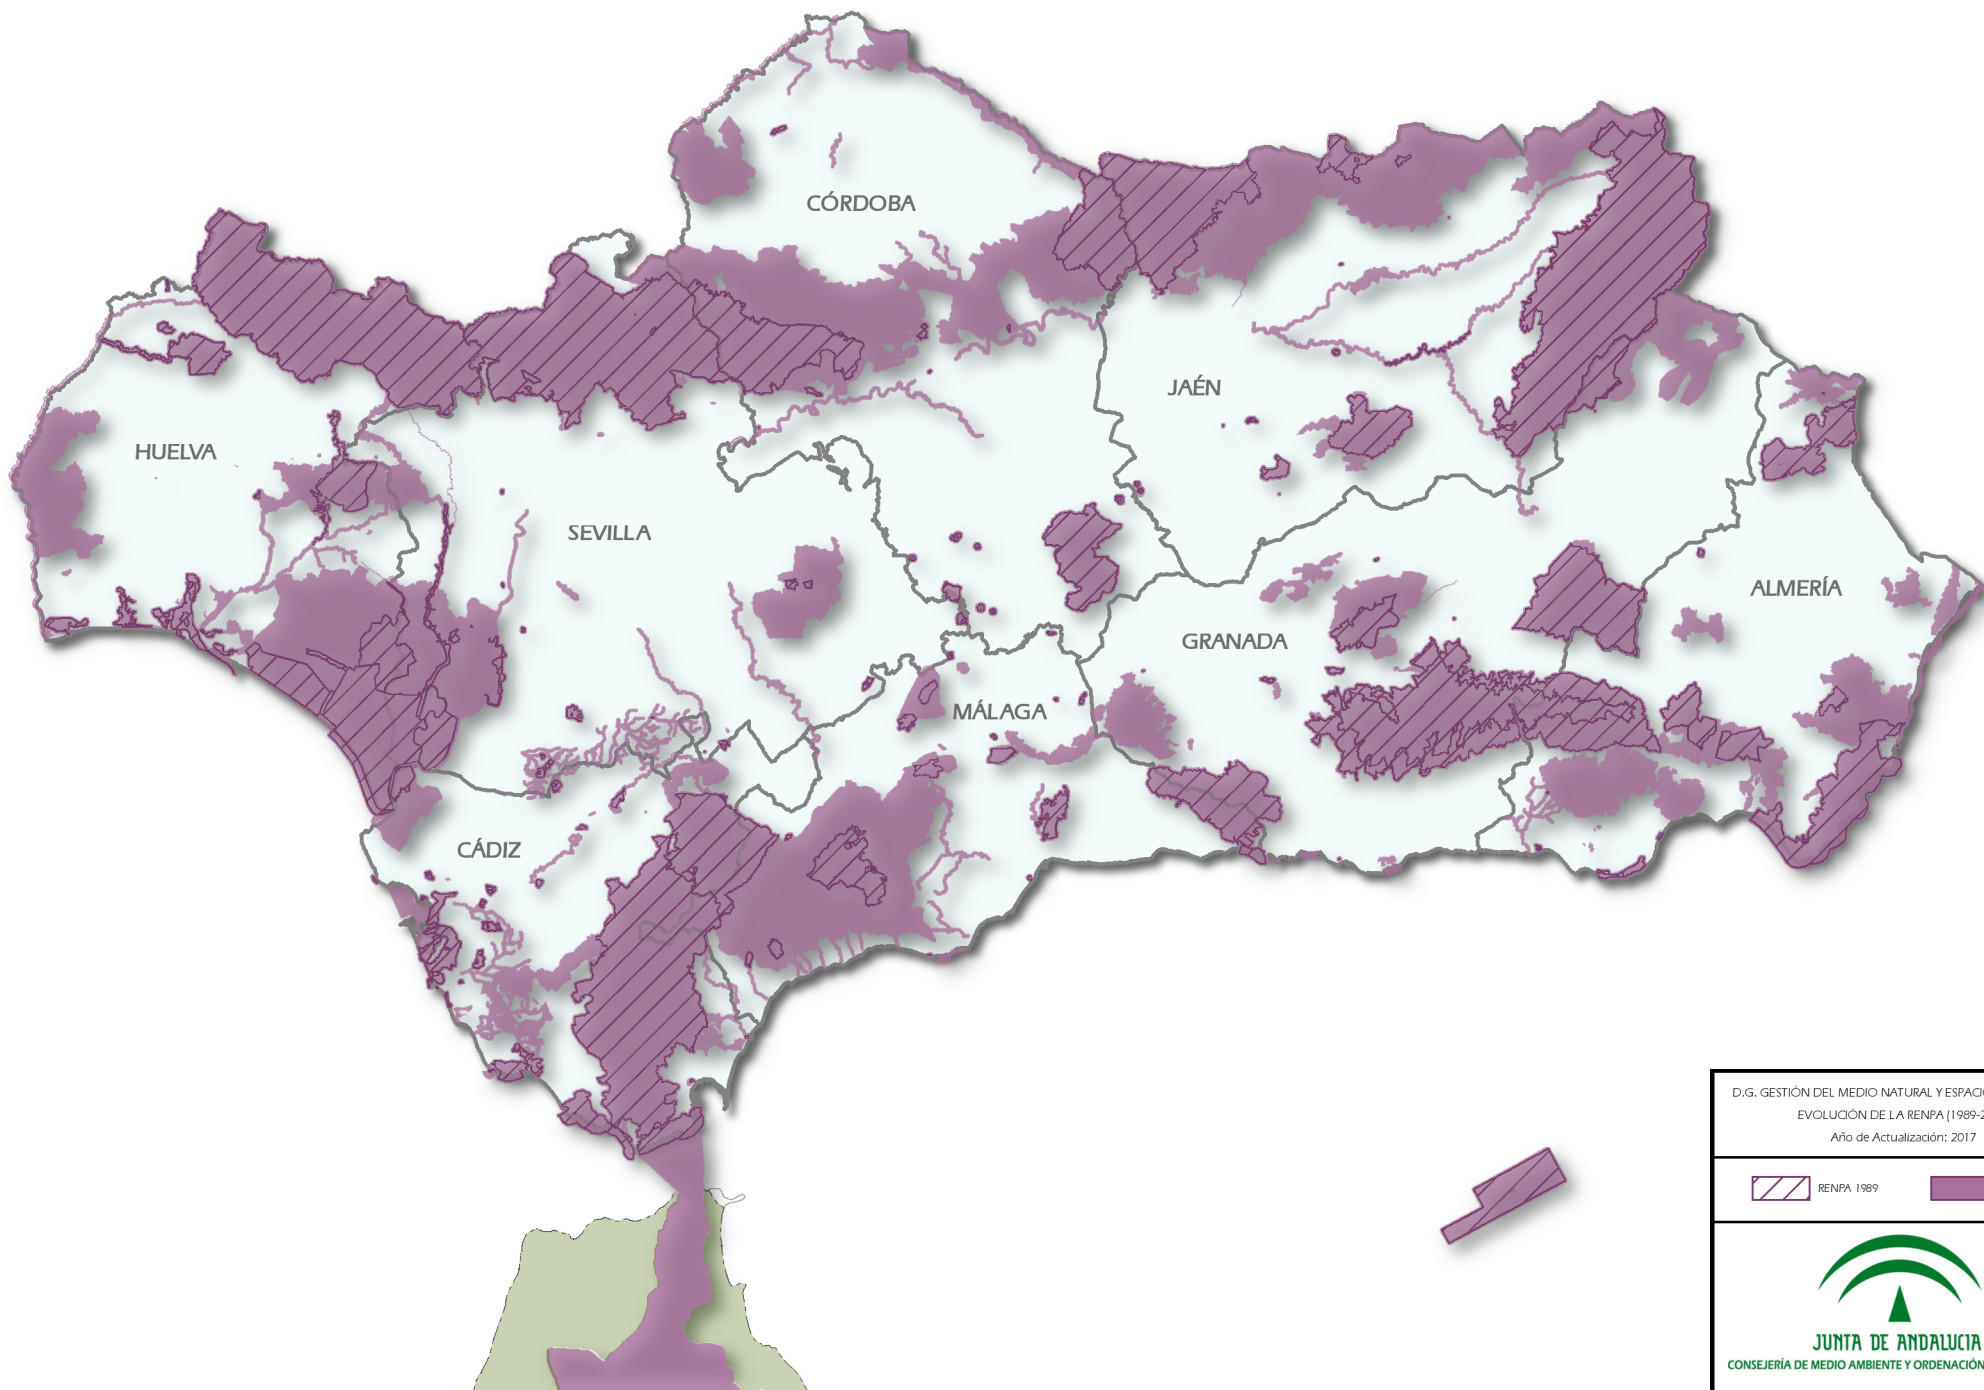 CÓRDOBA
JAÉN
HUELVA
SEVILLA
ALMERÍA
GRANADA
MÁLAGA
CÁDIZ
D.G. GESTIÓN DEL MEDIO NATURAL Y
EVOLUCIÓN DE LA RENPA (1989-2
Año de Actualización: 2017
RENPA 1989
JUNTA DE ANDALUCIA
CONSEJERÍA DE MEDIO AMBIENTE Y ORDENACIÓN